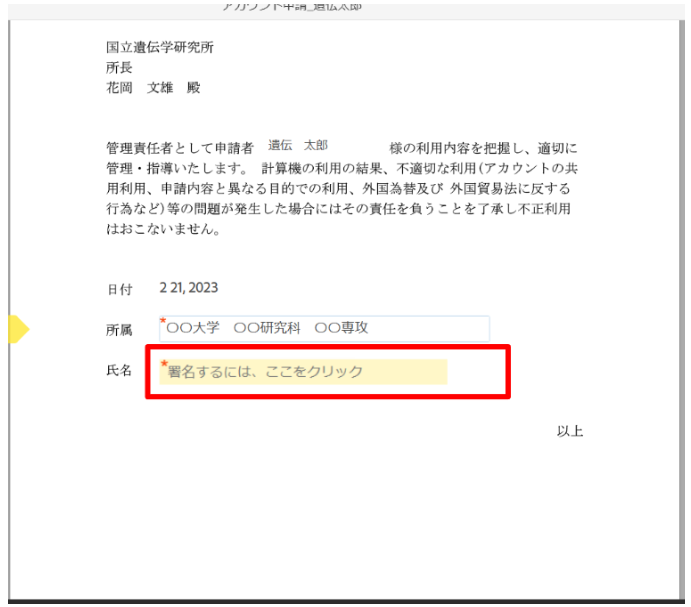 アカウント申請_遺伝太郎
国立遺伝学研究所
所長
花岡 文雄 殿
管理責任者として申請者 遺伝 太郎 様の利用内容を把握し、適切に
管理・指導いたします。 計算機の利用の結果、不適切な利用(アカウントの共
用利用、申請内容と異なる目的での利用、外国為替及び 外国貿易法に反する
行為など)等の問題が発生した場合にはその責任を負うことを了承し不正利用
はおこないません。
日付 2 21, 2023
所属 *〇〇大学 〇〇研究科 〇〇専攻
氏名 *署名するには、ここをクリック
以上